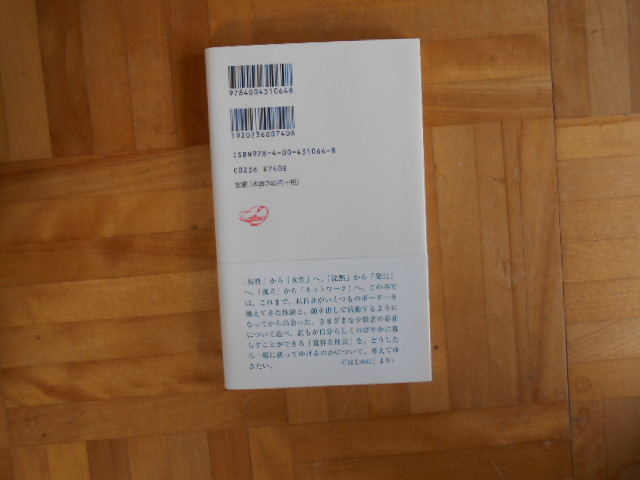 9784004310648
1920236007408
ISBN978-4-00-431064-8
C0236 ¥740E
定価(本体740円+税)
「男性」から「女性」へ、「沈黙」から「発言」
へ、「孤立」から「ネットワーク」へ。この本で
は、これまで、私自身がいくつものボーダーを
越えてきた体験と、顔を出して活動するように
なってから出会った、さまざまな少数者の存在
について述べ、誰もが自分らしくのびやかに暮
らすことができる「寛容な社会」を、どうした
ら一緒に創ってゆけるのかについて、考えてゆ
きたい。
(「はじめに」より)